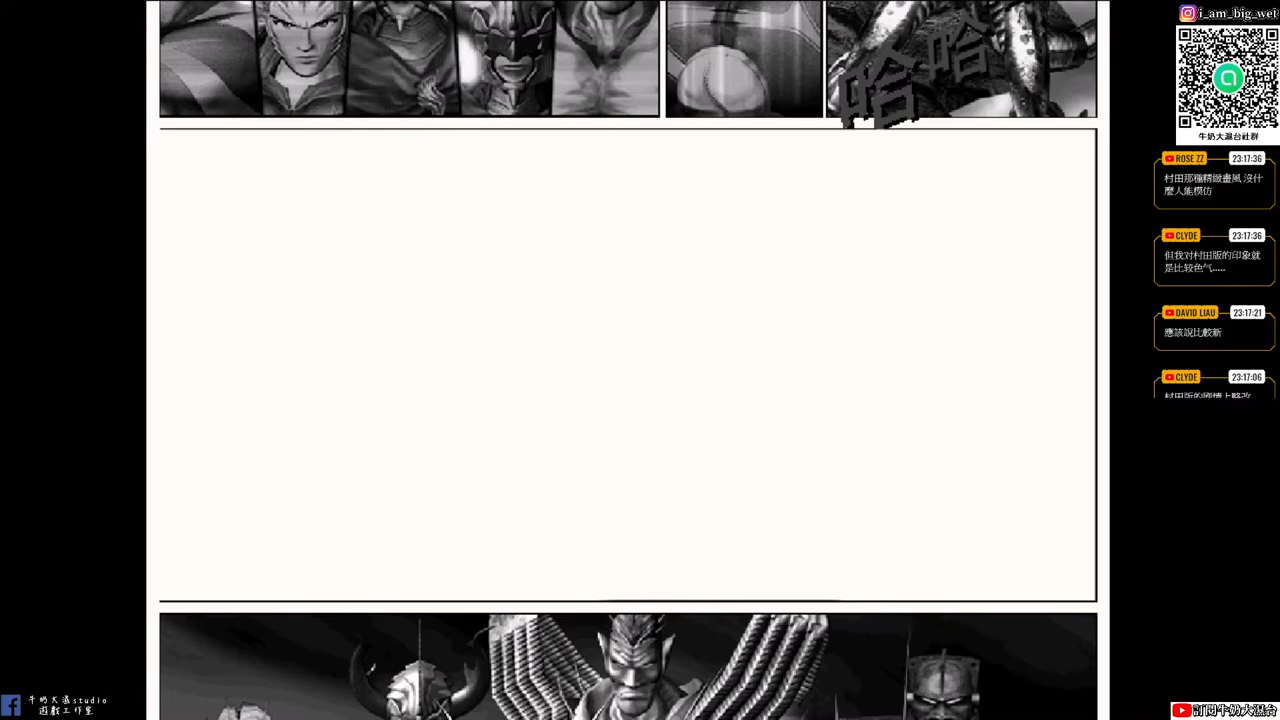 哈哈
i_am_big_wet
牛奶大濕台社群
ROSE ZZ 23:17:36
村田那種精緻畫風 沒什
麼人能模仿
CLYDE 23:17:36
但我对村田版的印象就
是比较色气.....
DAVID LIAU 23:17:21
應該說比較新
CLYDE 23:17:06
牛奶大濕studio
遊戲工作室
訂閱牛奶大濕台